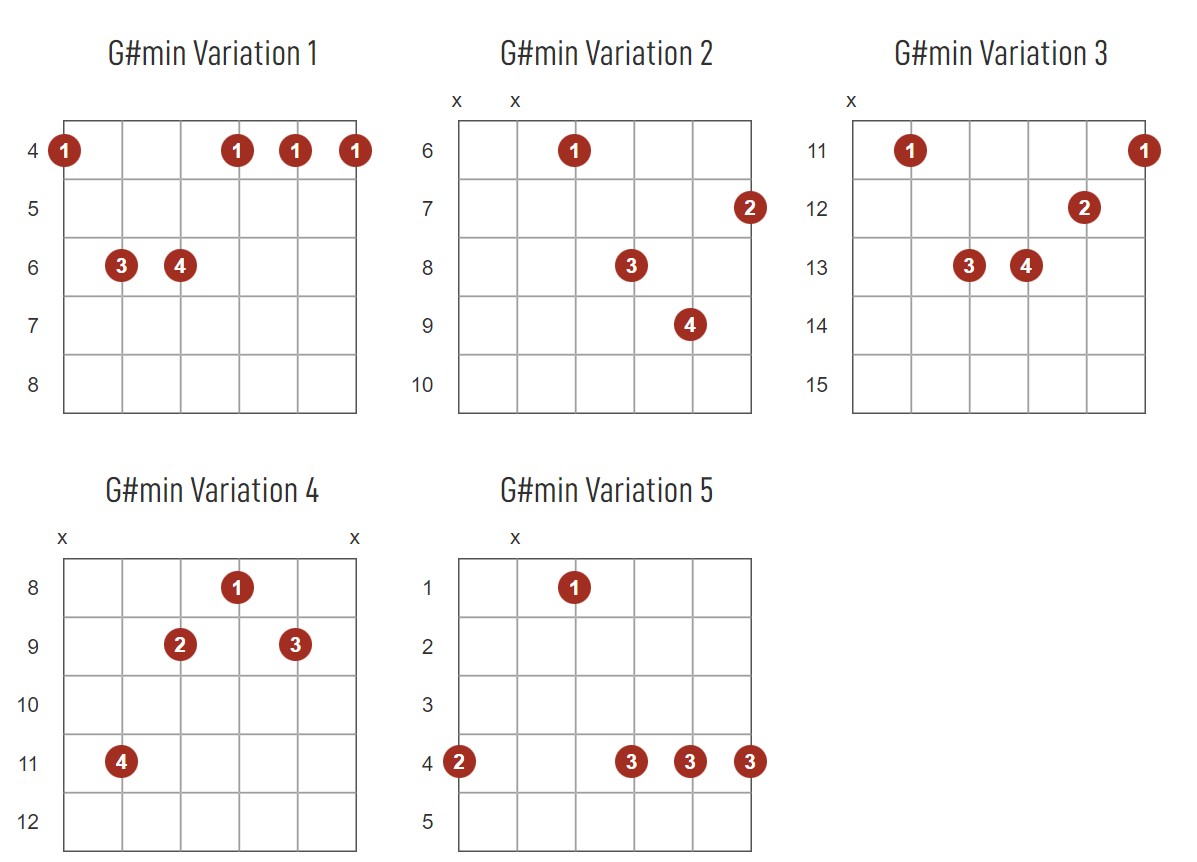 G#min Variation 1
4 1 1 1 1
5
6 3 4
7
8
G#min Variation 2
x x
6 1
7 2
8 3
9 4
10
G#min Variation 3
x
11 1 1
12 2
13 3 4
14
15
G#min Variation 4
x x
8 1
9 2 3
10
11 4
12
G#min Variation 5
x
1 1
2
3
4 2 3 3 3
5